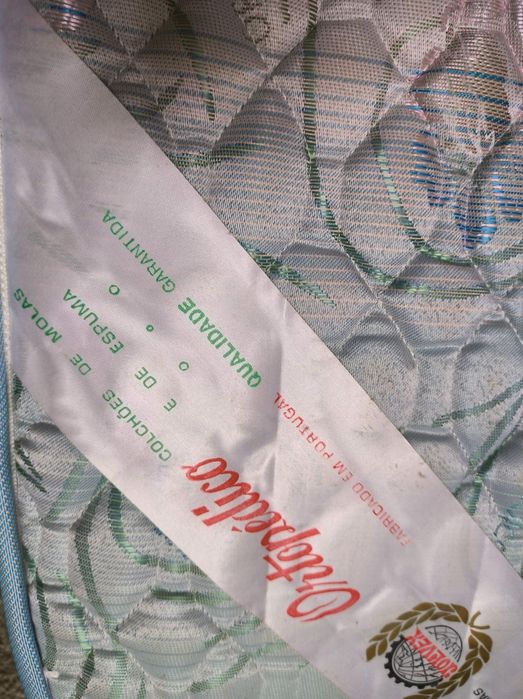 COLCHÕES DE MOLAS
E DE ESPUMA
QUALIDADE GARANTIDA
Ortopédico
FABRICADO EM PORTUGAL